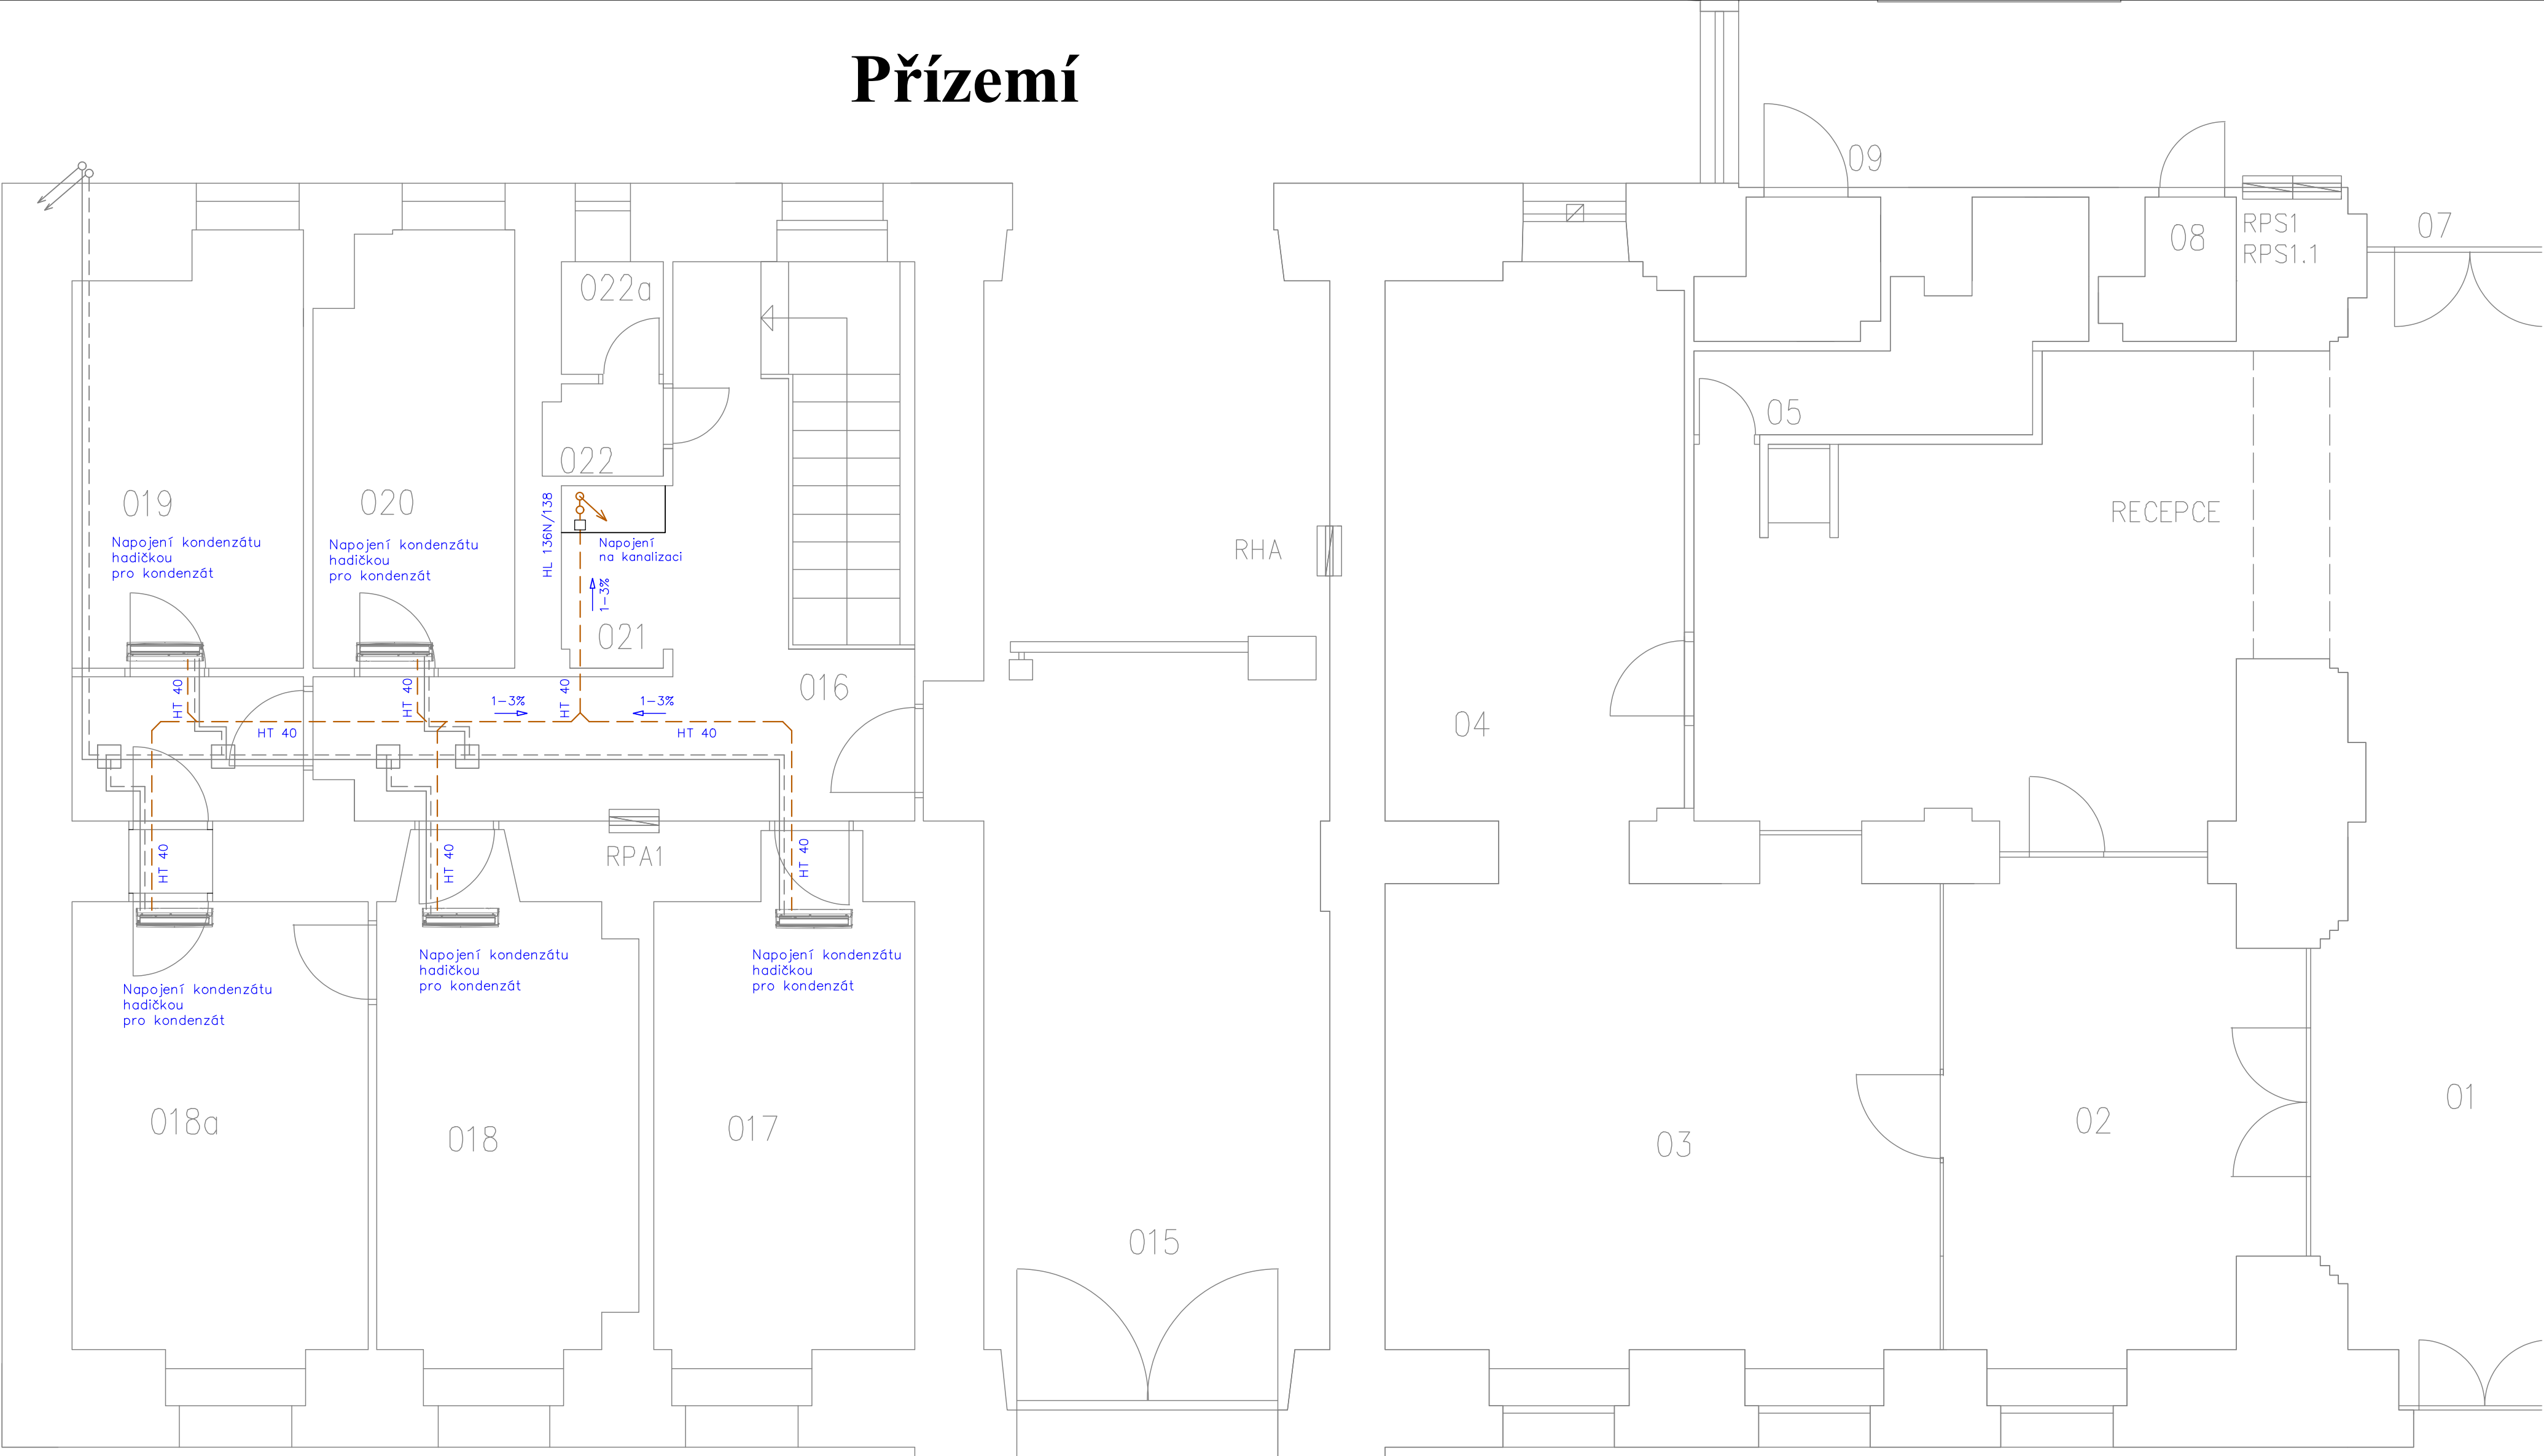 Přízemí
09
07
08
RPS1
RPS1.1
022a
05
022
019
020
RECEPCE
HL 136N/138
Napojení kondenzátu
hadičkou
pro kondenzát
Napojení kondenzátu
hadičkou
pro kondenzát
Napojení
na kanalizaci
RHA
1-3%
021
016
HT 40
HT 40
1-3%
HT 40
1-3%
HT 40
HT 40
04
HT 40
HT 40
RPA1
HT 40
Napojení kondenzátu
hadičkou
pro kondenzát
Napojení kondenzátu
hadičkou
pro kondenzát
Napojení kondenzátu
hadičkou
pro kondenzát
01
018a
018
017
03
02
015